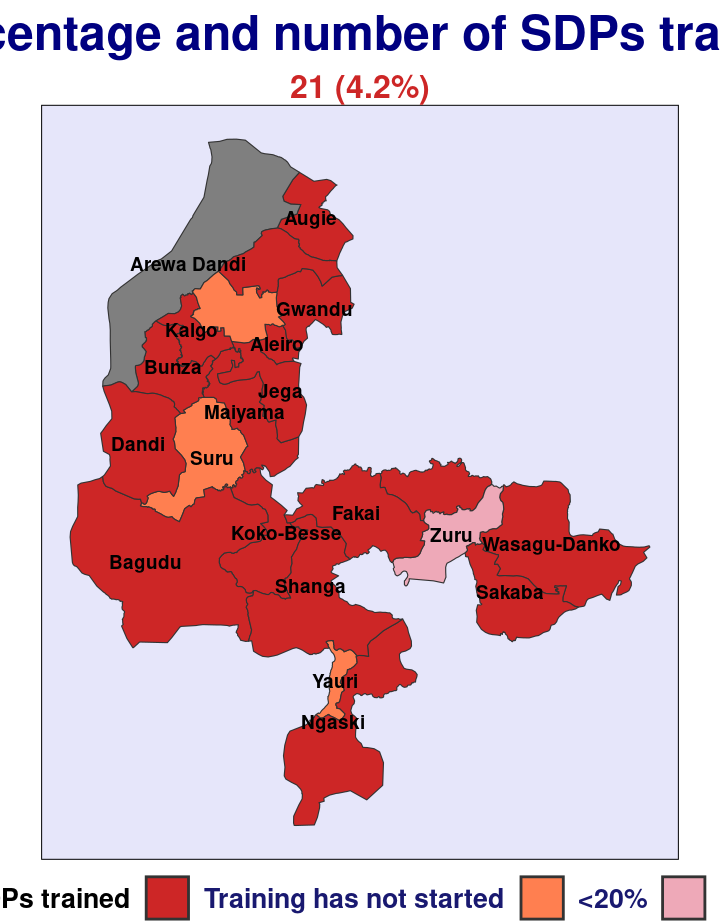 centage and number of SDPs tra
21 (4.2%)
Augie
Arewa Dandi
Gwandu
Kalgo
Aleiro
Bunza
Jega
Maiyama
Dandi
Suru
Fakai
Koko-Besse
Zuru
Wasagu-Danko
Bagudu
Shanga
Sakaba
Yauri
Ngaski
Ps trained Training has not started <20%